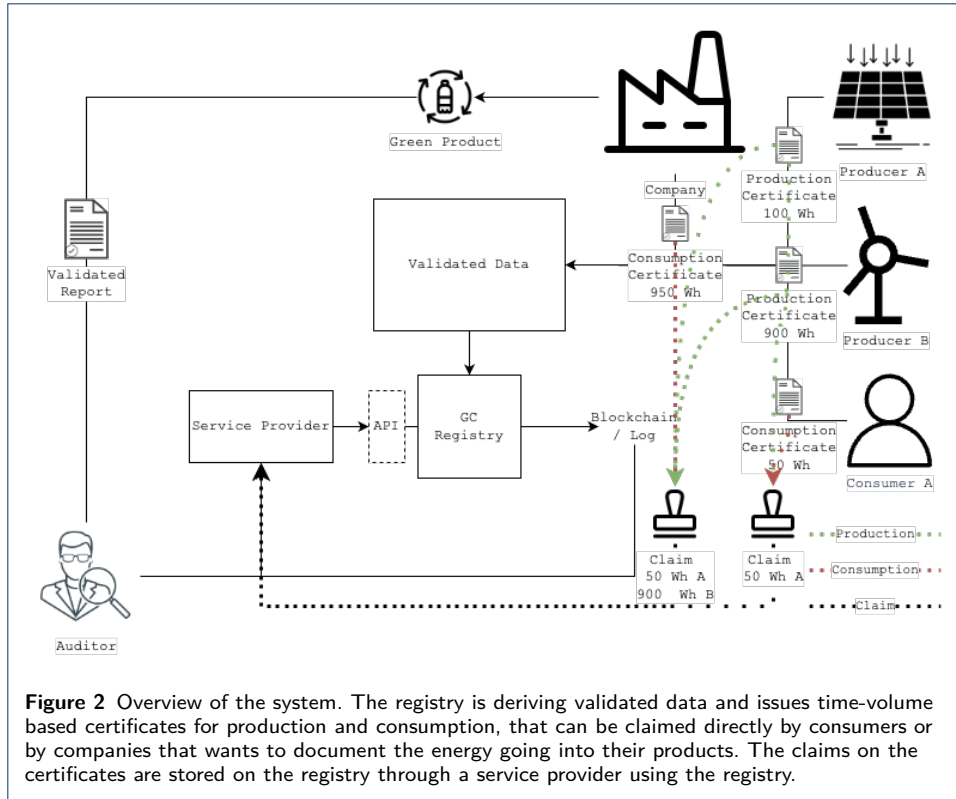 Green Product
Producer A
Production
Certificate
100 Wh
Company
Validated
Report
Validated Data
Consumption
Certificate
950 Wh
Production
Certificate
900 Wh
Producer B
Service Provider
API
GC
Registry
Blockchain
/ Log
Consumption
Certificate
50 Wh
Consumer A
Production
Claim
50 Wh A
900 Wh B
Claim
50 Wh A
Consumption
Claim
Auditor
Figure 2 Overview of the system. The registry is deriving validated data and issues time-volume
based certificates for production and consumption, that can be claimed directly by consumers or
by companies that wants to document the energy going into their products. The claims on the
certificates are stored on the registry through a service provider using the registry.